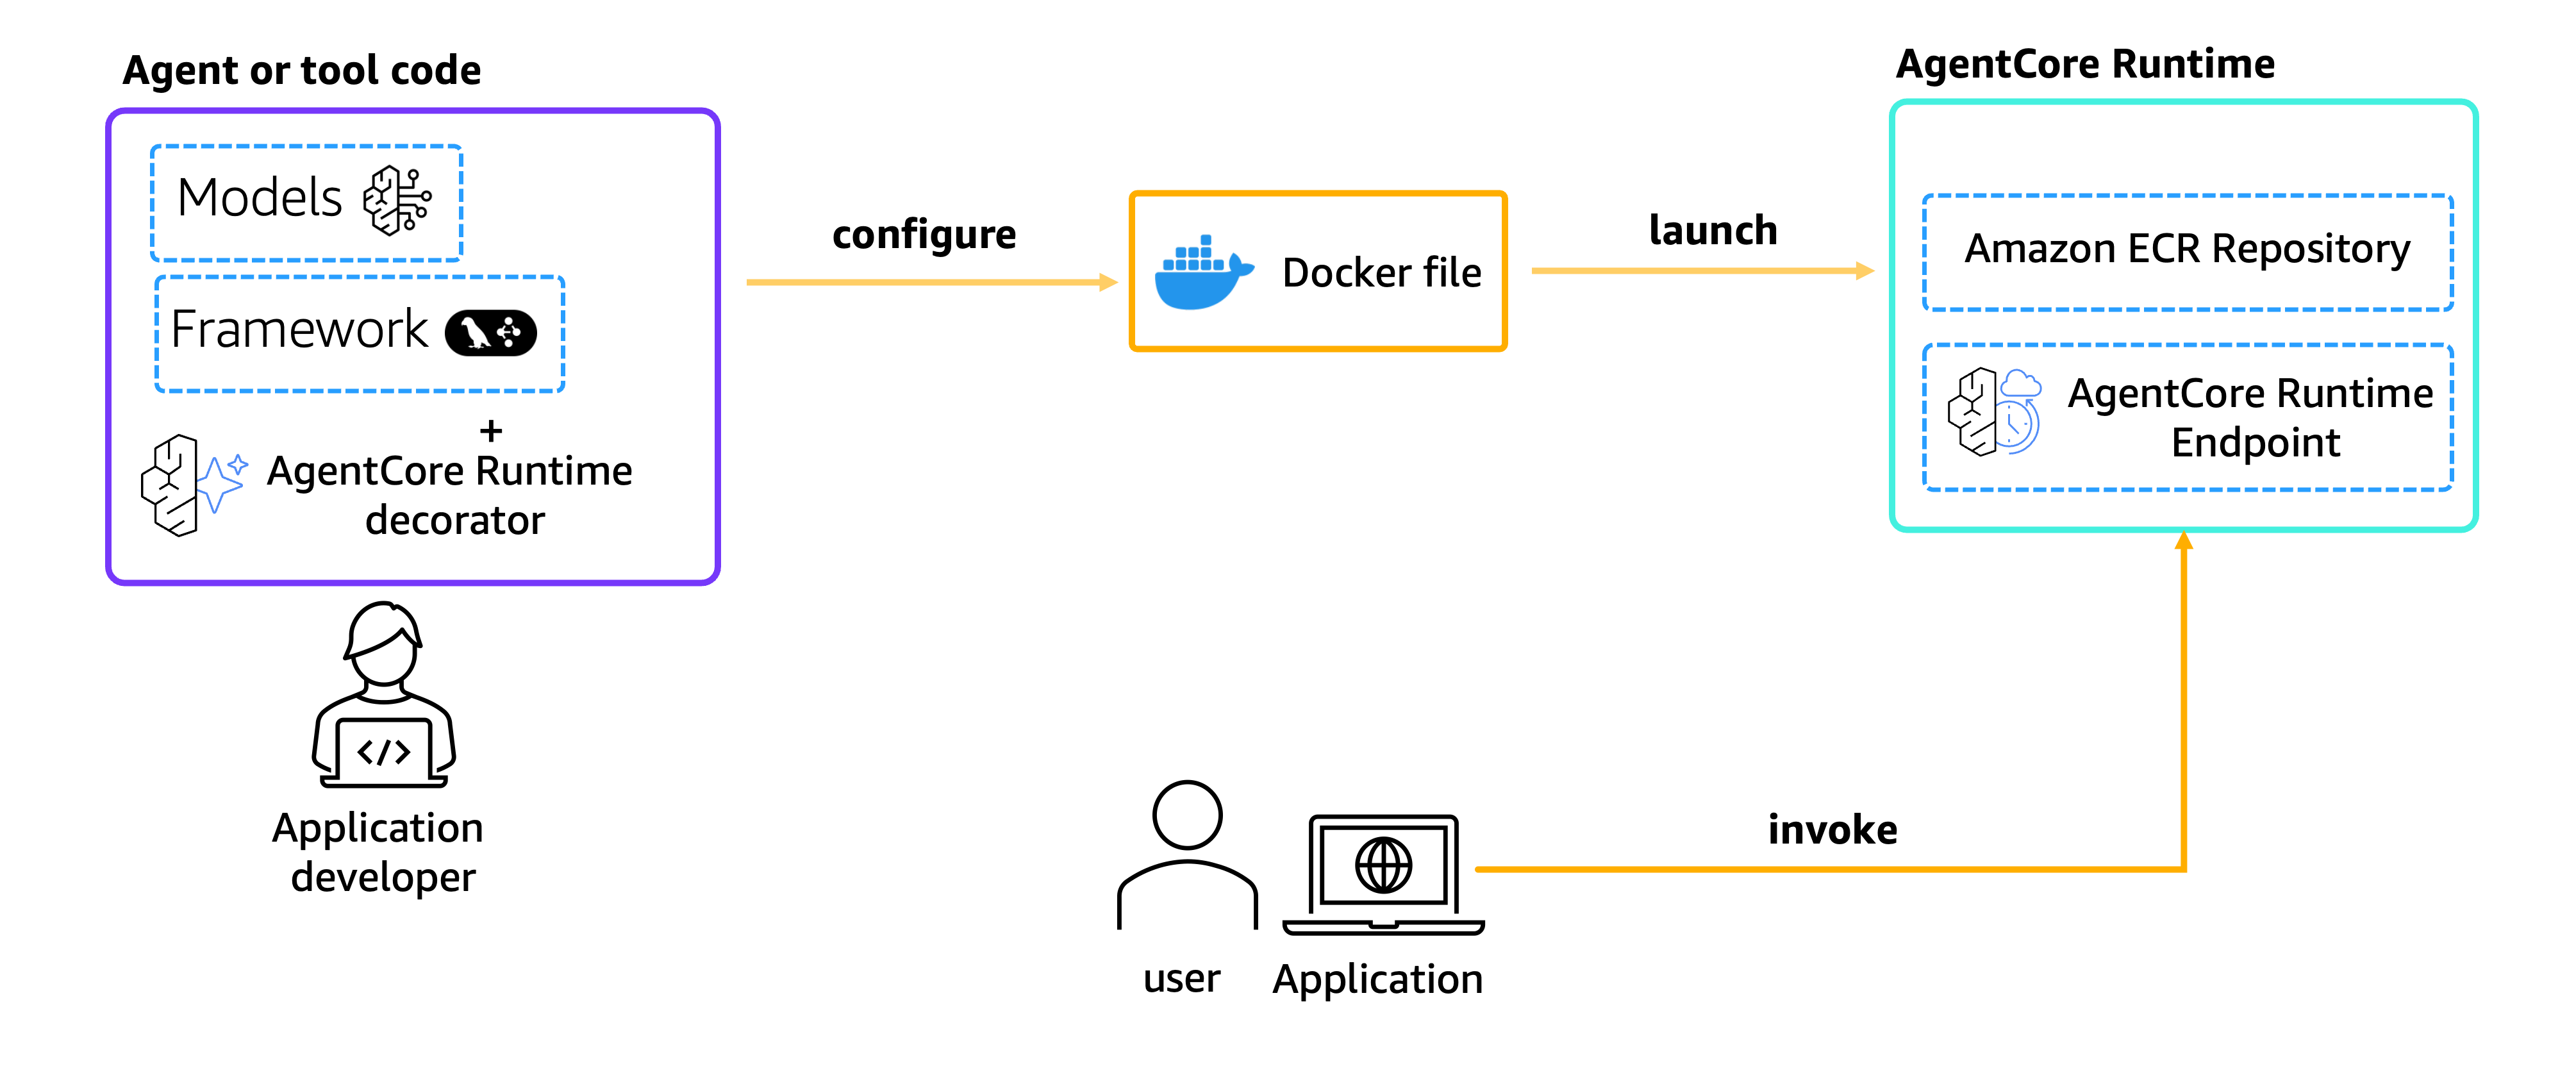 Agent or tool code
Models
Framework
+
AgentCore Runtime
decorator
Application
developer
configure
Docker file
launch
AgentCore Runtime
Amazon ECR Repository
AgentCore Runtime
Endpoint
user
Application
invoke